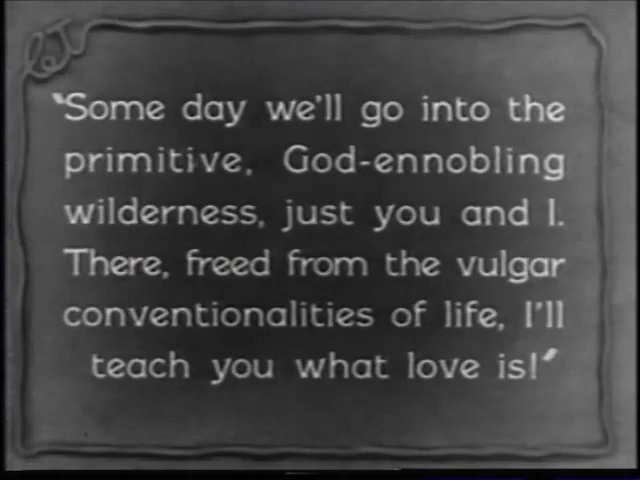 "Some day we'll go into the
primitive, God-ennobling
wilderness, just you and I.
There, freed from the vulgar
conventionalities of life, I'll
teach you what love is!"